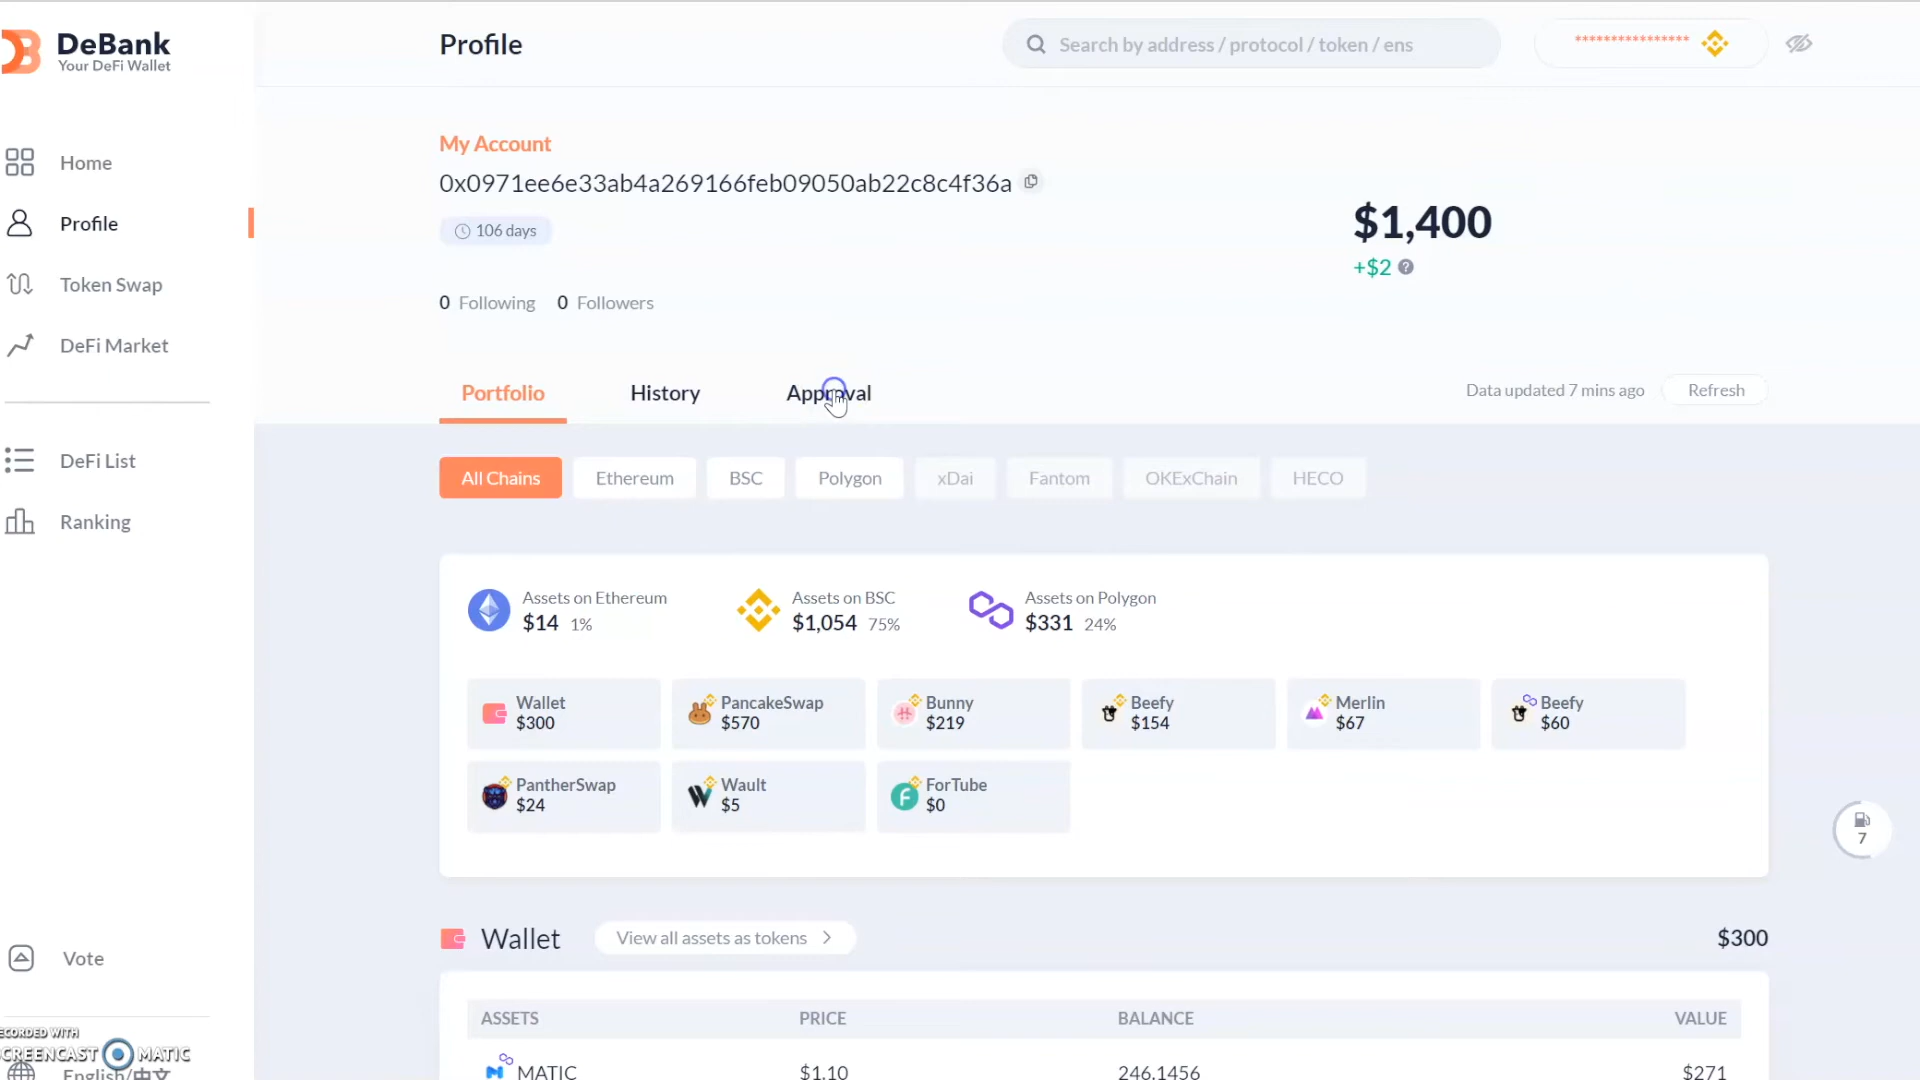 DeBank
Your DeFi Wallet
Profile
Search by address / protocol / token / ens
****************
Home
Profile
Token Swap
DeFi Market
DeFi List
Ranking
Vote
English/中文
RECORDED WITH
SCREENCAST MATIC
My Account
0x0971ee6e33ab4a269166feb09050ab22c8c4f36a
106 days
$1,400
+$2
0 Following 0 Followers
Portfolio History Approval
Data updated 7 mins ago Refresh
All Chains Ethereum BSC Polygon xDai Fantom OKExChain HECO
Assets on Ethereum
$14 1%
Assets on BSC
$1,054 75%
Assets on Polygon
$331 24%
Wallet
$300
PancakeSwap
$570
Bunny
$219
Beefy
$154
Merlin
$67
Beefy
$60
PantherSwap
$24
Wault
$5
ForTube
$0
7
Wallet View all assets as tokens $300
ASSETS PRICE BALANCE VALUE
MATIC $1.10 246.1456 $271